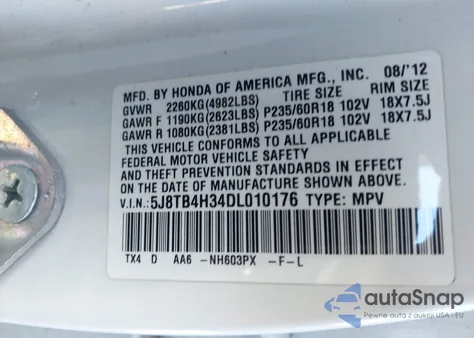 MFD. BY HONDA OF AMERICA MFG., INC. 08/'12
GVWR 2260KG(4982LBS) TIRE SIZE RIM SIZE
GAWR F 1190KG(2623LBS) P235/60R18 102V 18X7.5J
GAWR R 1080KG(2381LBS) P235/60R18 102V 18X7.5J
THIS VEHICLE CONFORMS TO ALL APPLICABLE
FEDERAL MOTOR VEHICLE SAFETY
AND THEFT PREVENTION STANDARDS IN EFFECT
ON THE DATE OF MANUFACTURE SHOWN ABOVE.
V.I.N.: 5J8TB4H34DL010176 TYPE: MPV
TX4 D AA6 -NH603PX -F-L
autoSnap
Pewne auta z aukcji USA i EU